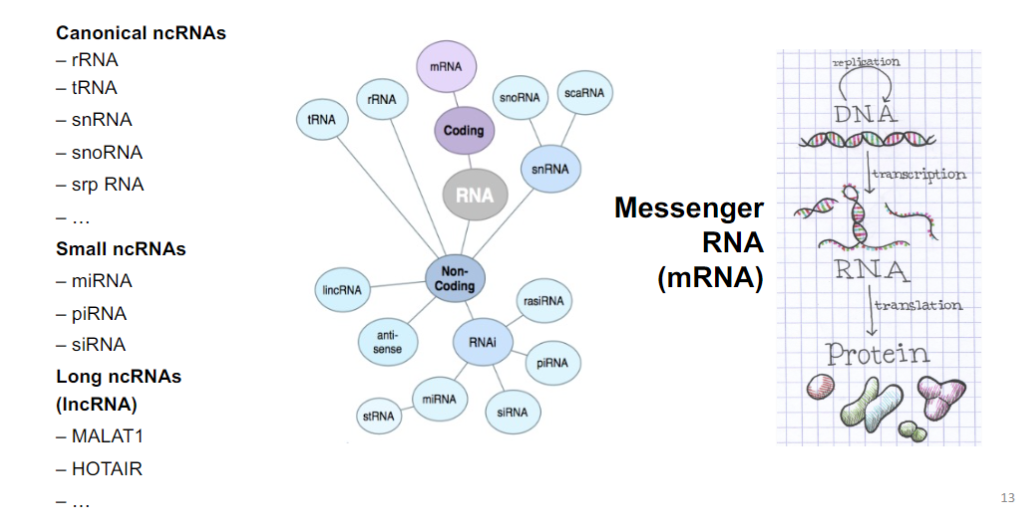 Canonical ncRNAs
– rRNA
– tRNA
– snRNA
– snoRNA
– srp RNA
– …
Small ncRNAs
– miRNA
– piRNA
– siRNA
Long ncRNAs
(lncRNA)
– MALAT1
– HOTAIR
– …
mRNA
rRNA
tRNA
Coding
snoRNA
scaRNA
snRNA
RNA
Non-
Coding
lincRNA
anti-
sense
RNAi
rasiRNA
piRNA
siRNA
miRNA
stRNA
Messenger
RNA
(mRNA)
replication
DNA
transcription
RNA
translation
Protein
13